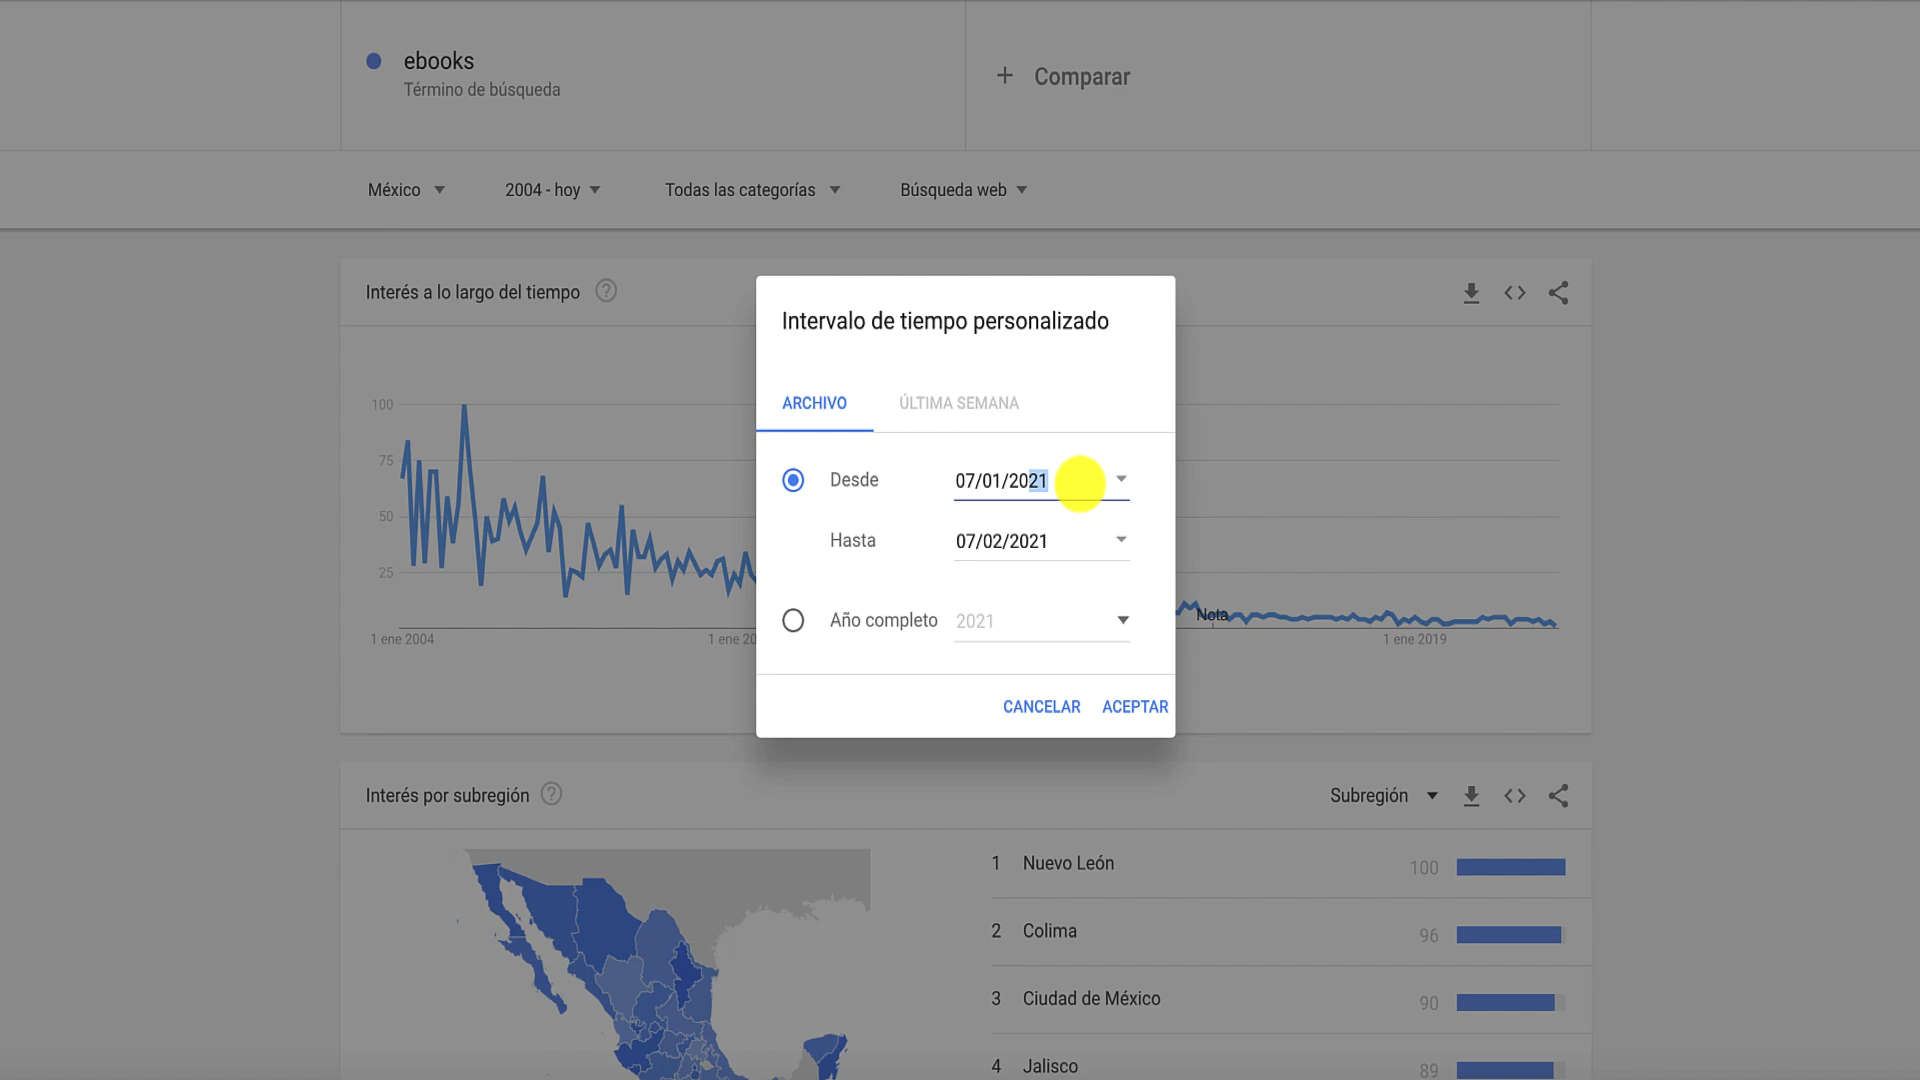 ebooks
Término de búsqueda
+ Comparar
México
2004 - hoy
Todas las categorías
Búsqueda web
Interés a lo largo del tiempo
100
75
50
25
1 ene 2004
1 ene 20
Nota
1 ene 2019
Intervalo de tiempo personalizado
ARCHIVO
ÚLTIMA SEMANA
Desde
07/01/2021
Hasta
07/02/2021
Año completo
2021
CANCELAR
ACEPTAR
Interés por subregión
Subregión
1 Nuevo León 100
2 Colima 96
3 Ciudad de México 90
4 Jalisco 89